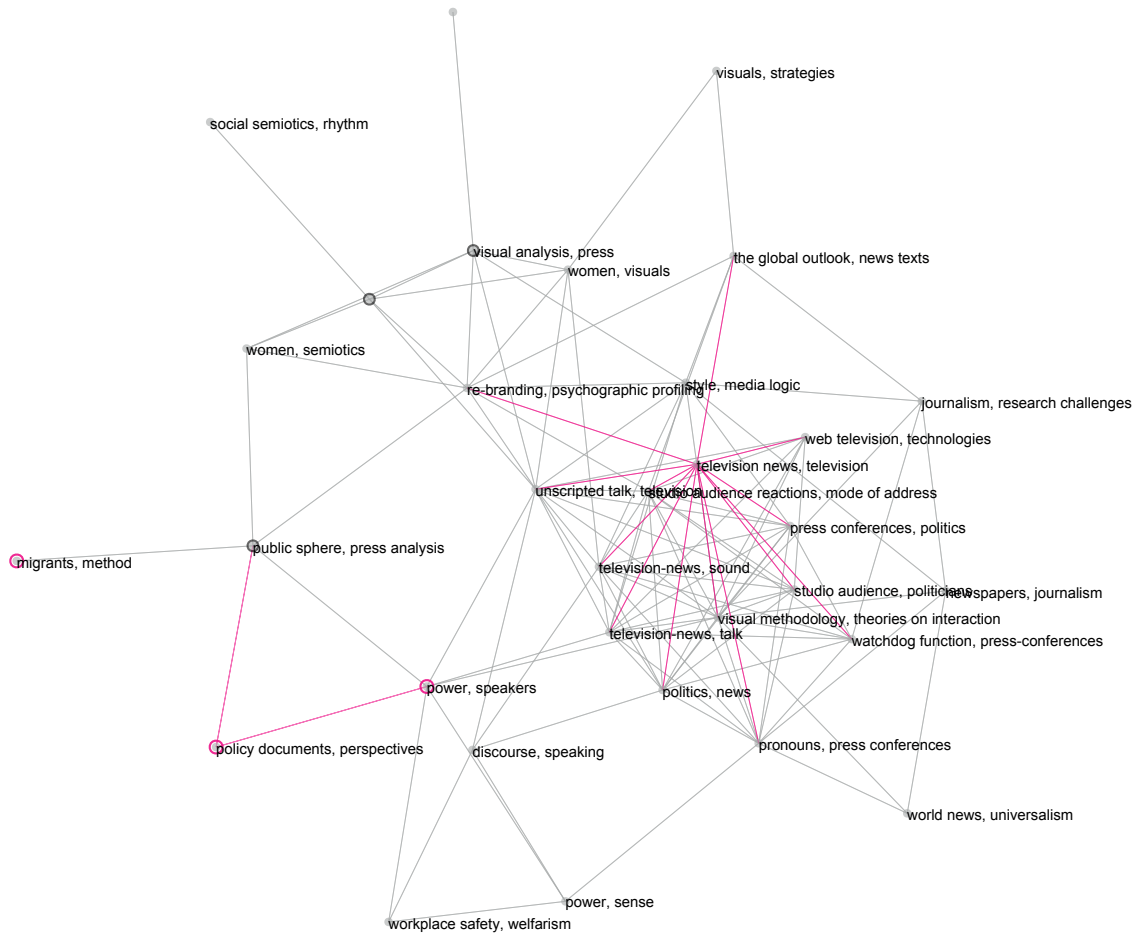 visuals, strategies
social semiotics, rhythm
visual analysis, press
the global outlook, news texts
women, visuals
women, semiotics
style, media logic
re-branding, psychographic profiling
journalism, research challenges
web television, technologies
television news, television
unscripted talk, television
studio audience reactions, mode of address
press conferences, politics
public sphere, press analysis
migrants, method
television-news, sound
studio audience, politicians
newspapers, journalism
visual methodology, theories on interaction
television-news, talk
watchdog function, press-conferences
power, speakers
politics, news
policy documents, perspectives
discourse, speaking
pronouns, press conferences
world news, universalism
power, sense
workplace safety, welfarism